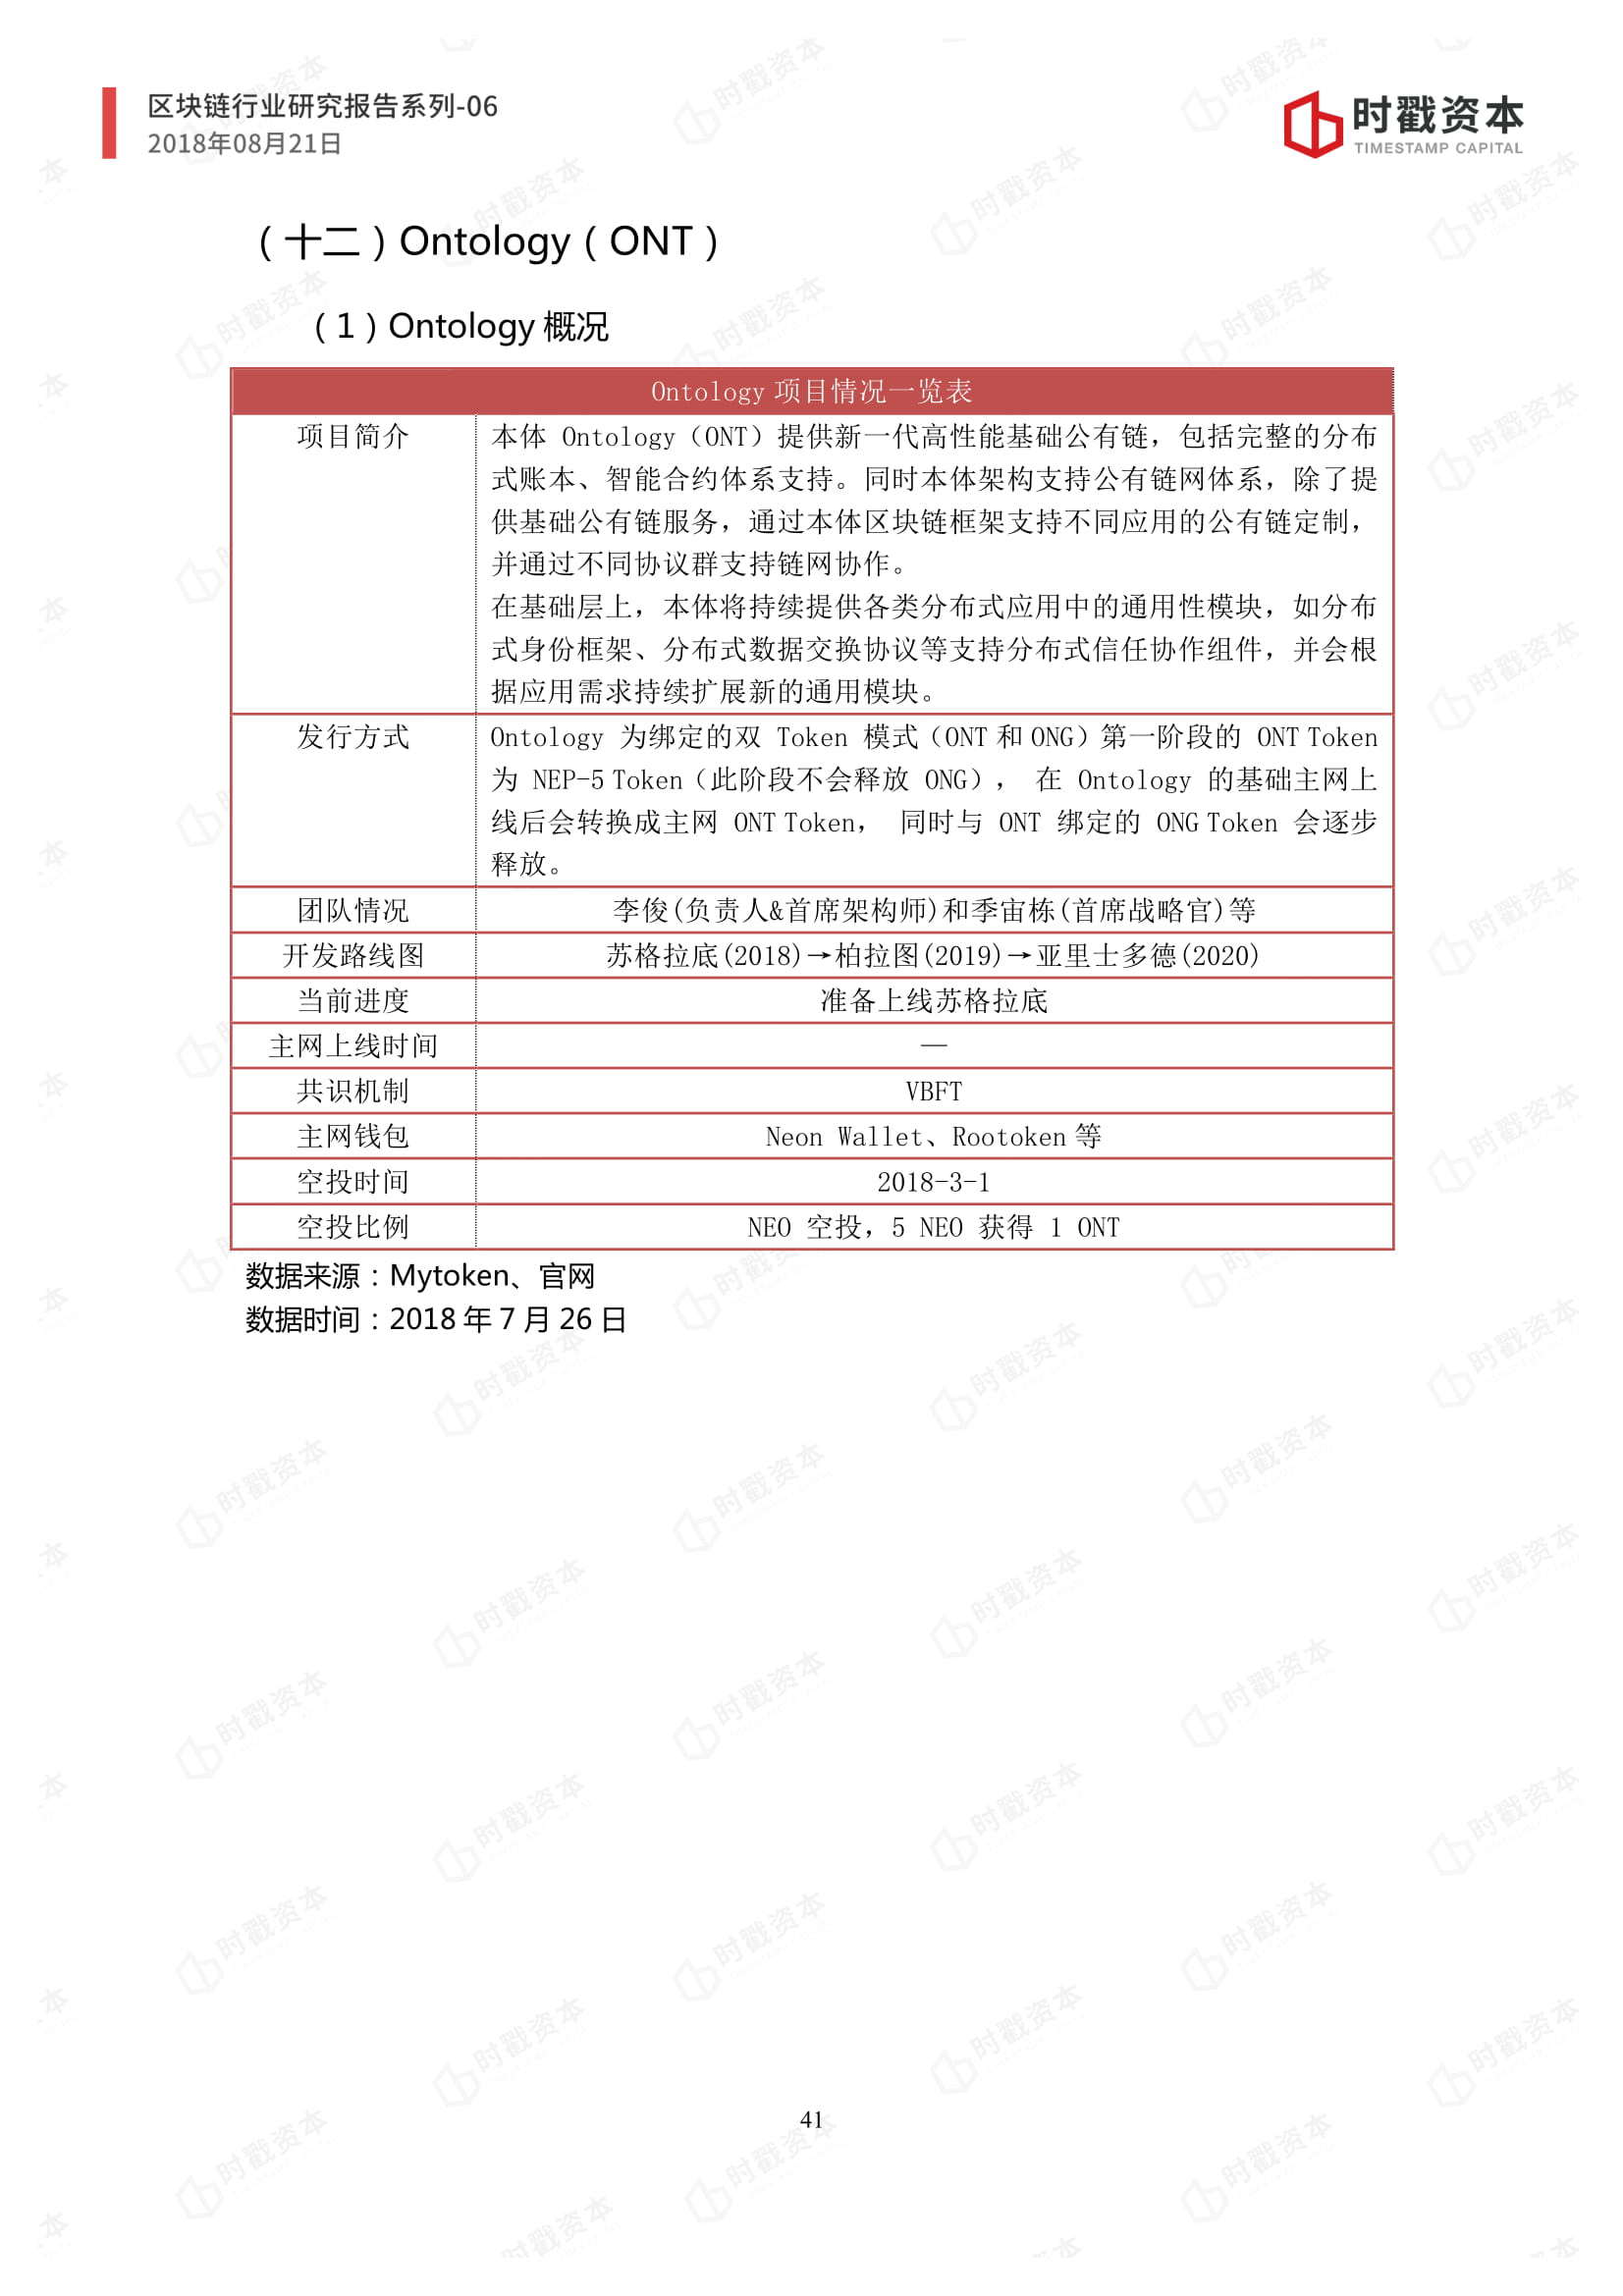 区块链行业研究报告系列-06
2018年08月21日
时戳资本
TIMESTAMP CAPITAL
（十二）Ontology（ONT）
（1）Ontology 概况
Ontology 项目情况一览表
项目简介
本体 Ontology（ONT）提供新一代高性能基础公有链，包括完整的分布
式账本、智能合约体系支持。同时本体架构支持公有链网体系，除了提
供基础公有链服务，通过本体区块链框架支持不同应用的公有链定制，
并通过不同协议群支持链网协作。
在基础层上，本体将持续提供各类分布式应用中的通用性模块，如分布
式身份框架、分布式数据交换协议等支持分布式信任协作组件，并会根
据应用需求持续扩展新的通用模块。
发行方式
Ontology 为绑定的双 Token 模式（ONT 和 ONG）第一阶段的 ONT Token
为 NEP-5 Token（此阶段不会释放 ONG）， 在 Ontology 的基础主网上
线后会转换成主网 ONT Token， 同时与 ONT 绑定的 ONG Token 会逐步
释放。
团队情况 李俊(负责人&首席架构师)和季宙栋(首席战略官)等
开发路线图 苏格拉底(2018)→柏拉图(2019)→亚里士多德(2020)
当前进度 准备上线苏格拉底
主网上线时间 —
共识机制 VBFT
主网钱包 Neon Wallet、Rootoken 等
空投时间 2018-3-1
空投比例 NEO 空投，5 NEO 获得 1 ONT
数据来源：Mytoken、官网
数据时间：2018 年 7 月 26 日
41